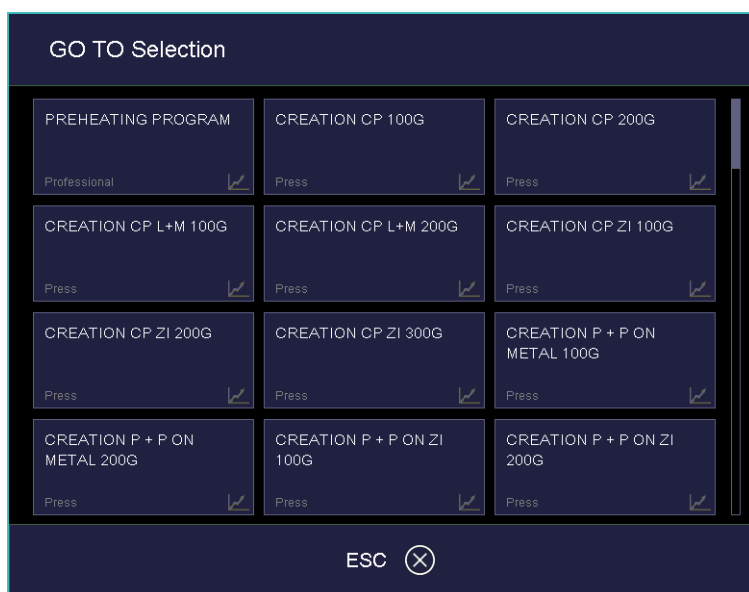 GO TO Selection
PREHEATING PROGRAM
Professional
CREATION CP 100G
Press
CREATION CP 200G
Press
CREATION CP L+M 100G
Press
CREATION CP L+M 200G
Press
CREATION CP ZI 100G
Press
CREATION CP ZI 200G
Press
CREATION CP ZI 300G
Press
CREATION P + P ON
METAL 100G
Press
CREATION P + P ON
METAL 200G
Press
CREATION P + P ON ZI
100G
Press
CREATION P + P ON ZI
200G
Press
ESC